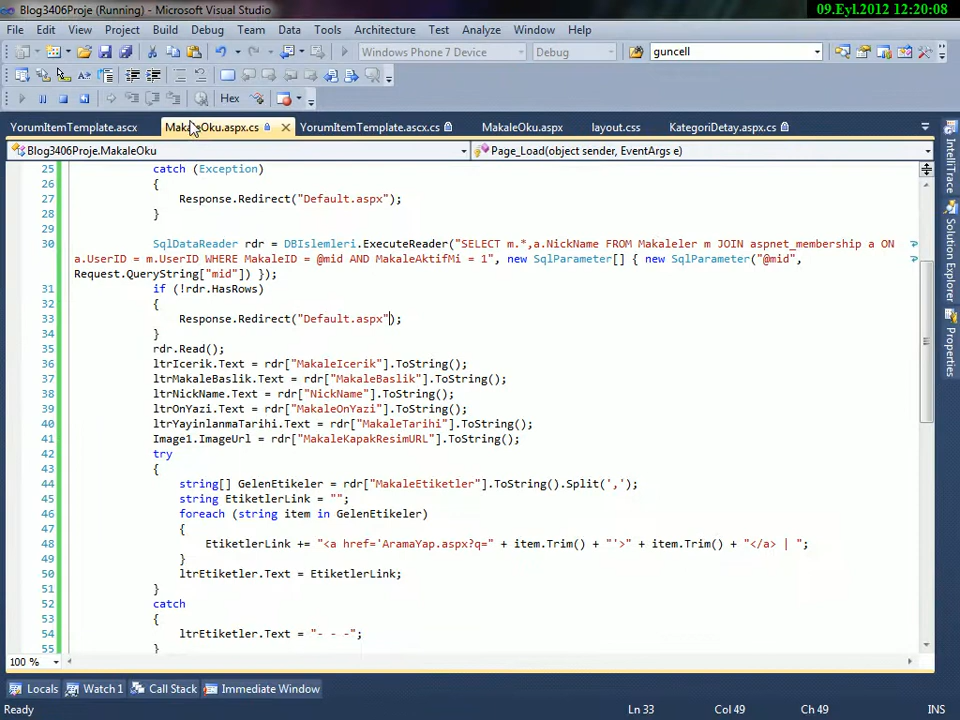 Blog3406Proje (Running) - Microsoft Visual Studio
09.Eyl.2012 12:20:08
File Edit View Project Build Debug Team Data Tools Architecture Test Analyze Window Help
Windows Phone 7 Device Debug guncell
Hex
YorumItemTemplate.ascx MakaleOku.aspx.cs YorumItemTemplate.ascx.cs MakaleOku.aspx layout.css KategoriDetay.aspx.cs
Blog3406Proje.MakaleOku Page_Load(object sender, EventArgs e)
25 catch (Exception)
26 {
27 Response.Redirect("Default.aspx");
28 }
29
30 SqlDataReader rdr = DBIslemleri.ExecuteReader("SELECT m.*,a.NickName FROM Makaleler m JOIN aspnet_membership a ON
a.UserID = m.UserID WHERE MakaleID = @mid AND MakaleAktifMi = 1", new SqlParameter[] { new SqlParameter("@mid",
Request.QueryString["mid"]) });
31 if (!rdr.HasRows)
32 {
33 Response.Redirect("Default.aspx");
34 }
35 rdr.Read();
36 ltrIcerik.Text = rdr["MakaleIcerik"].ToString();
37 ltrMakaleBaslik.Text = rdr["MakaleBaslik"].ToString();
38 ltrNickName.Text = rdr["NickName"].ToString();
39 ltrOnYazi.Text = rdr["MakaleOnYazi"].ToString();
40 ltrYayinlanmaTarihi.Text = rdr["MakaleTarihi"].ToString();
41 Image1.ImageUrl = rdr["MakaleKapakResimURL"].ToString();
42 try
43 {
44 string[] GelenEtikeler = rdr["MakaleEtiketler"].ToString().Split(',');
45 string EtiketlerLink = "";
46 foreach (string item in GelenEtikeler)
47 {
48 EtiketlerLink += "<a href='AramaYap.aspx?q=" + item.Trim() + "'>" + item.Trim() + "</a> | ";
49 }
50 ltrEtiketler.Text = EtiketlerLink;
51 }
52 catch
53 {
54 ltrEtiketler.Text = "- - -";
55 }
100 %
Locals Watch 1 Call Stack Immediate Window
Ready Ln 33 Col 49 Ch 49 INS
IntelliTrace
Solution Explorer
Properties